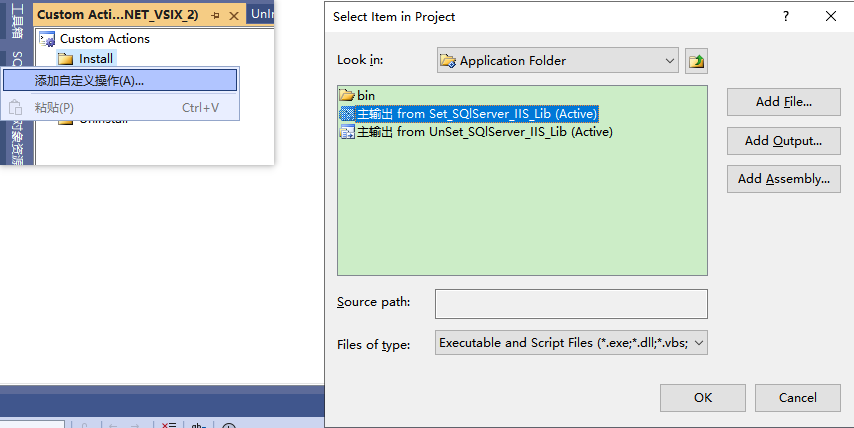 工具箱
Custom Acti...NET_VSIX_2)
UnIn
Custom Actions
Install
添加自定义操作(A)...
粘贴(P) Ctrl+V
对象资源
Select Item in Project
Look in:
Application Folder
bin
主输出 from Set_SQlServer_IIS_Lib (Active)
主输出 from UnSet_SQlServer_IIS_Lib (Active)
Add File...
Add Output...
Add Assembly...
Source path:
Files of type:
Executable and Script Files (*.exe;*.dll;*.vbs;
OK
Cancel